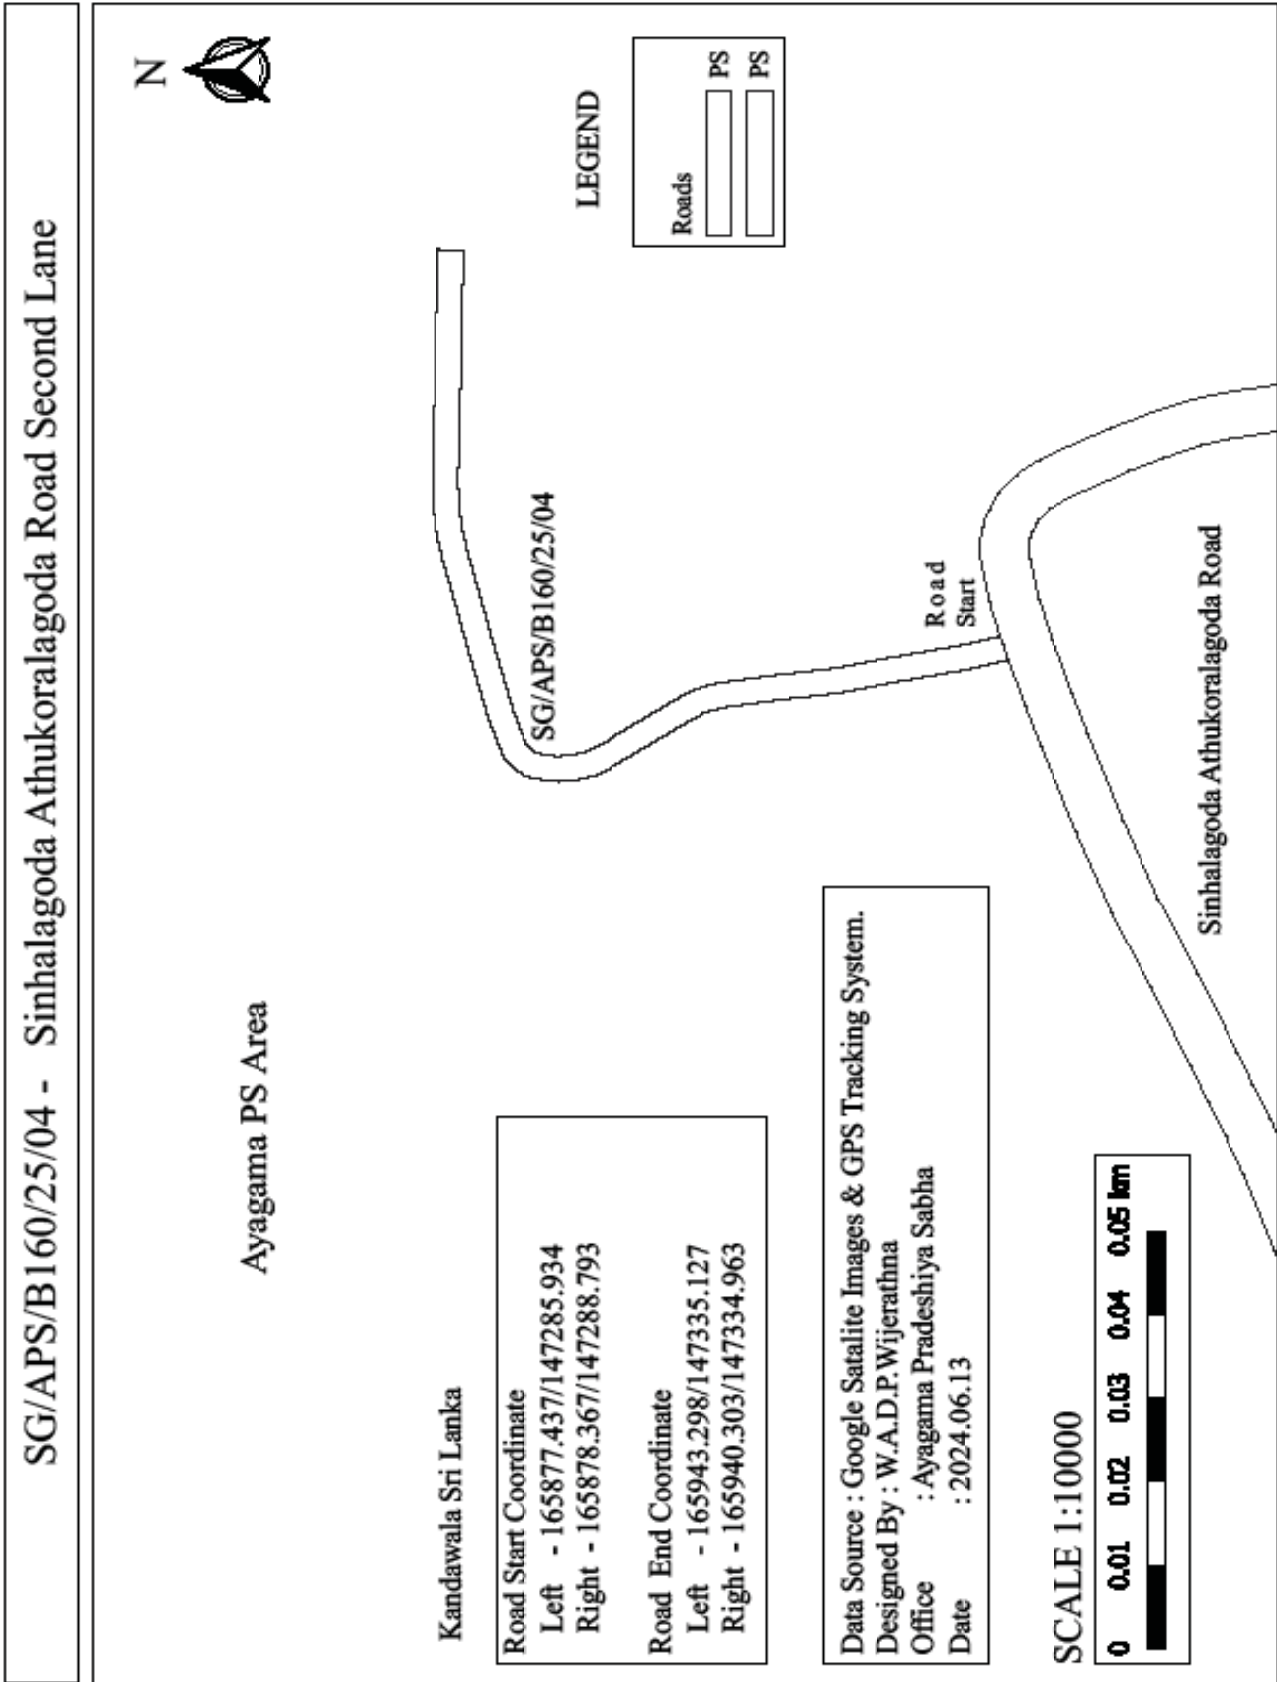 SG/APS/B160/25/04 - Sinhalagoda Athukoralagoda Road Second Lane
N
Ayagama PS Area
Kandawala Sri Lanka
Road Start Coordinate
Left - 165877.437/147285.934
Right - 165878.367/147288.793
Road End Coordinate
Left - 165943.298/147335.127
Right - 165940.303/147334.963
SG/APS/B160/25/04
LEGEND
Roads
PS
PS
Data Source : Google Satalite Images & GPS Tracking System.
Designed By : W.A.D.P.Wijerathna
Office : Ayagama Pradeshiya Sabha
Date : 2024.06.13
Road
Start
SCALE 1:10000
0 0.01 0.02 0.03 0.04 0.05 km
Sinhalagoda Athukoralagoda Road